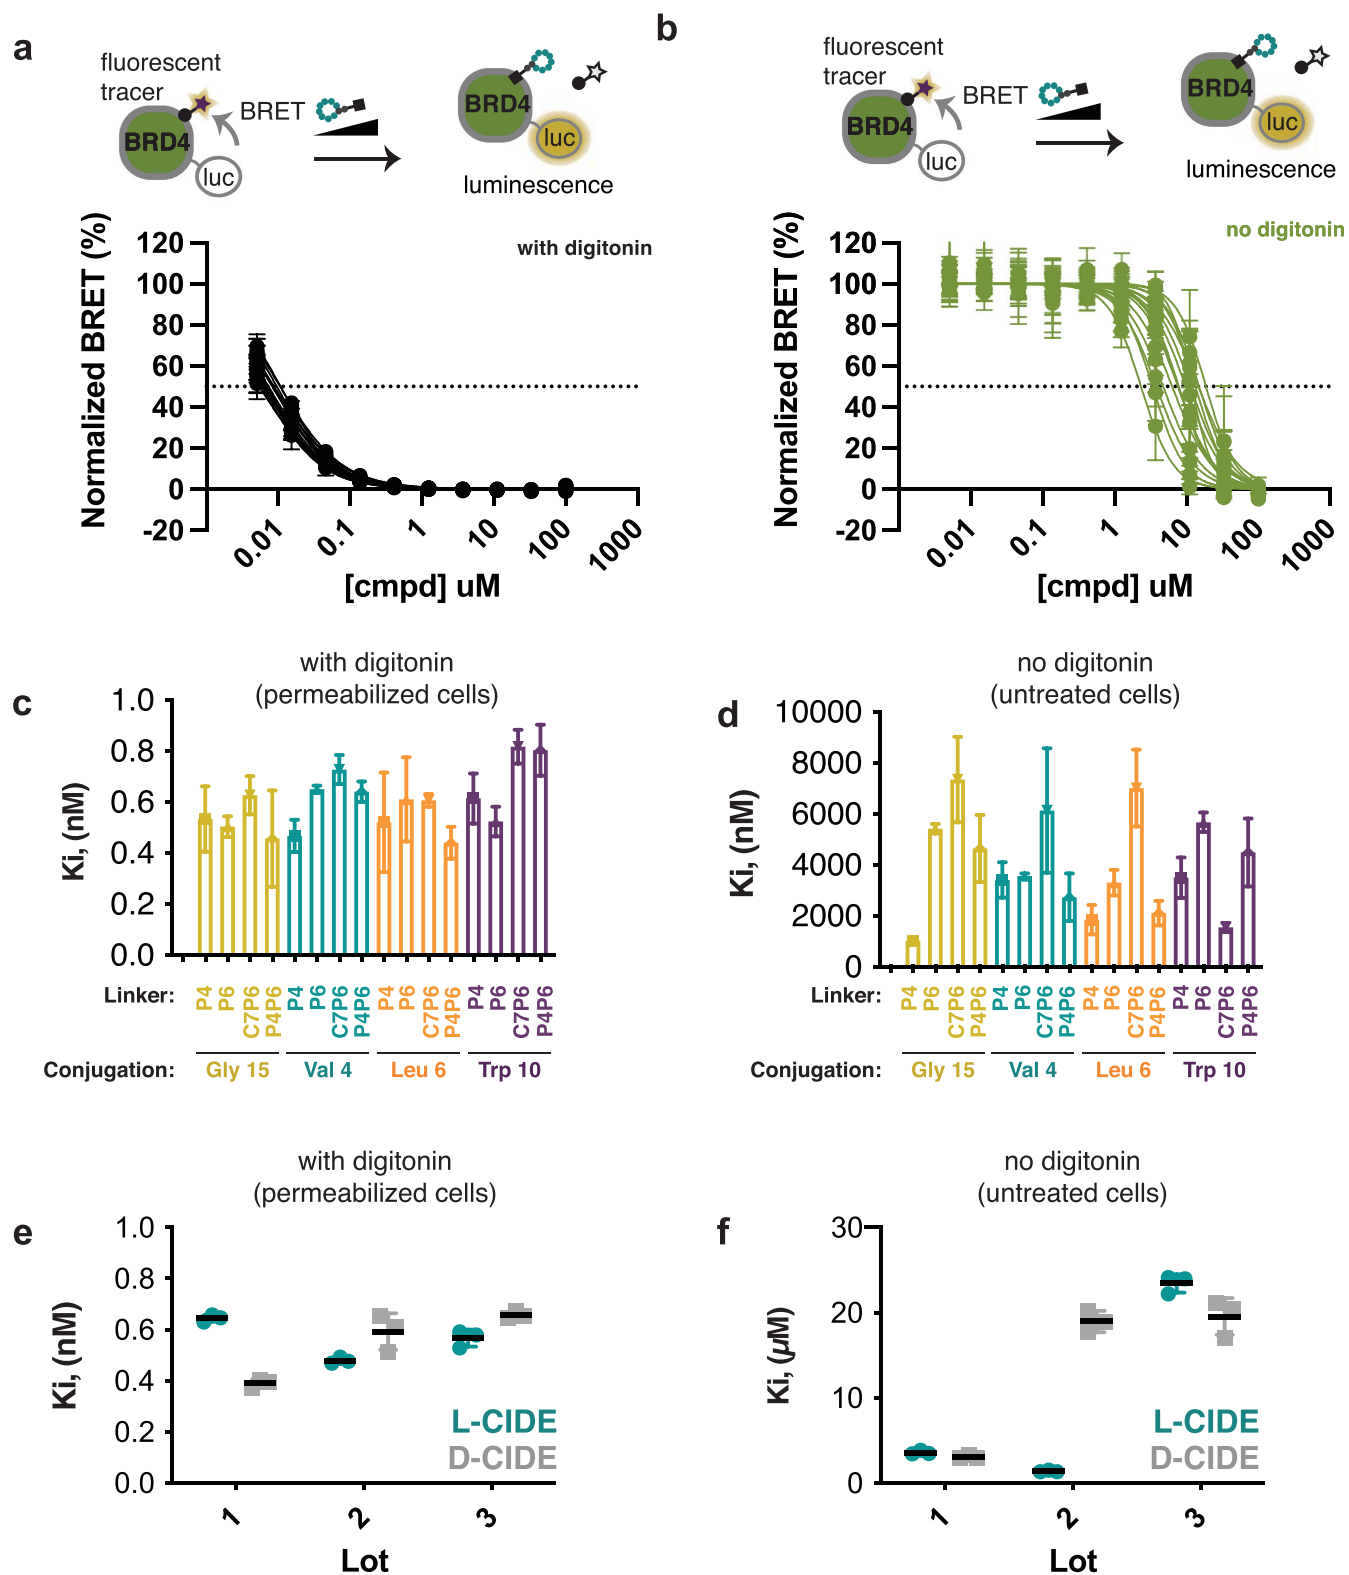 a
fluorescent
tracer
BRET
BRD4
luc
BRD4
luc
luminescence
with digitonin
Normalized BRET (%)
120
100
80
60
40
20
0
-20
0.01
0.1
1
10
100
1000
[cmpd] uM
b
fluorescent
tracer
BRET
BRD4
luc
BRD4
luc
luminescence
no digitonin
Normalized BRET (%)
120
100
80
60
40
20
0
-20
0.01
0.1
1
10
100
1000
[cmpd] uM
c
with digitonin
(permeabilized cells)
Ki, (nM)
1.0
0.8
0.6
0.4
0.2
0.0
Linker: P4 P6 C7P6 P4P6 P4 P6 C7P6 P4P6 P4 P6 C7P6 P4P6 P4 P6 C7P6 P4P6
Conjugation: Gly 15 Val 4 Leu 6 Trp 10
d
no digitonin
(untreated cells)
Ki, (nM)
10000
8000
6000
4000
2000
0
Linker: P4 P6 C7P6 P4P6 P4 P6 C7P6 P4P6 P4 P6 C7P6 P4P6 P4 P6 C7P6 P4P6
Conjugation: Gly 15 Val 4 Leu 6 Trp 10
e
with digitonin
(permeabilized cells)
Ki, (nM)
1.0
0.8
0.6
0.4
0.2
0.0
L-CIDE
D-CIDE
1
2
3
Lot
f
no digitonin
(untreated cells)
Ki, (µM)
30
20
10
0
L-CIDE
D-CIDE
1
2
3
Lot